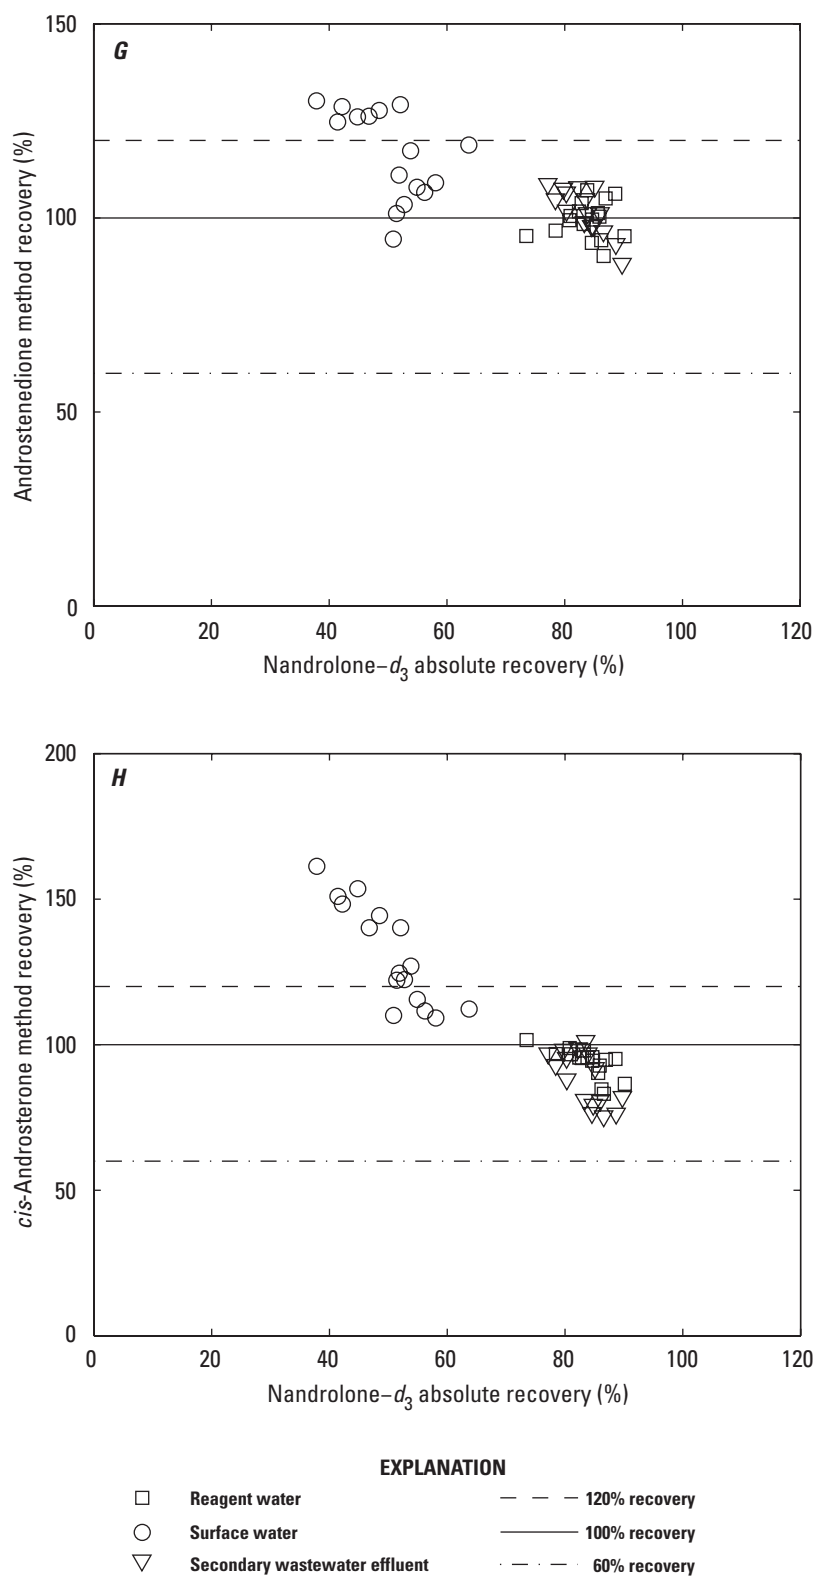 150
G
100
50
0
Androstenedione method recovery (%)
0 20 40 60 80 100 120
Nandrolone–d3 absolute recovery (%)
200
H
150
100
50
0
cis-Androsterone method recovery (%)
0 20 40 60 80 100 120
Nandrolone–d3 absolute recovery (%)
EXPLANATION
Reagent water 120% recovery
Surface water 100% recovery
Secondary wastewater effluent 60% recovery